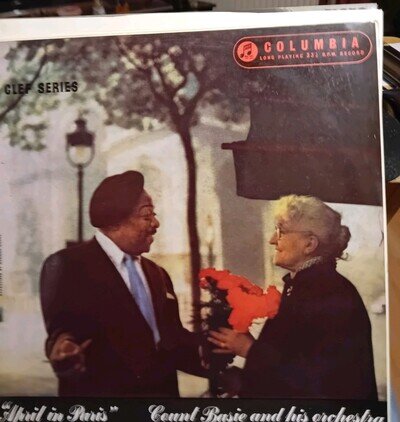 COLUMBIA
LONG PLAYING 33⅓ RPM RECORD
CLEF SERIES
"April in Paris" Count Basie and his orchestra